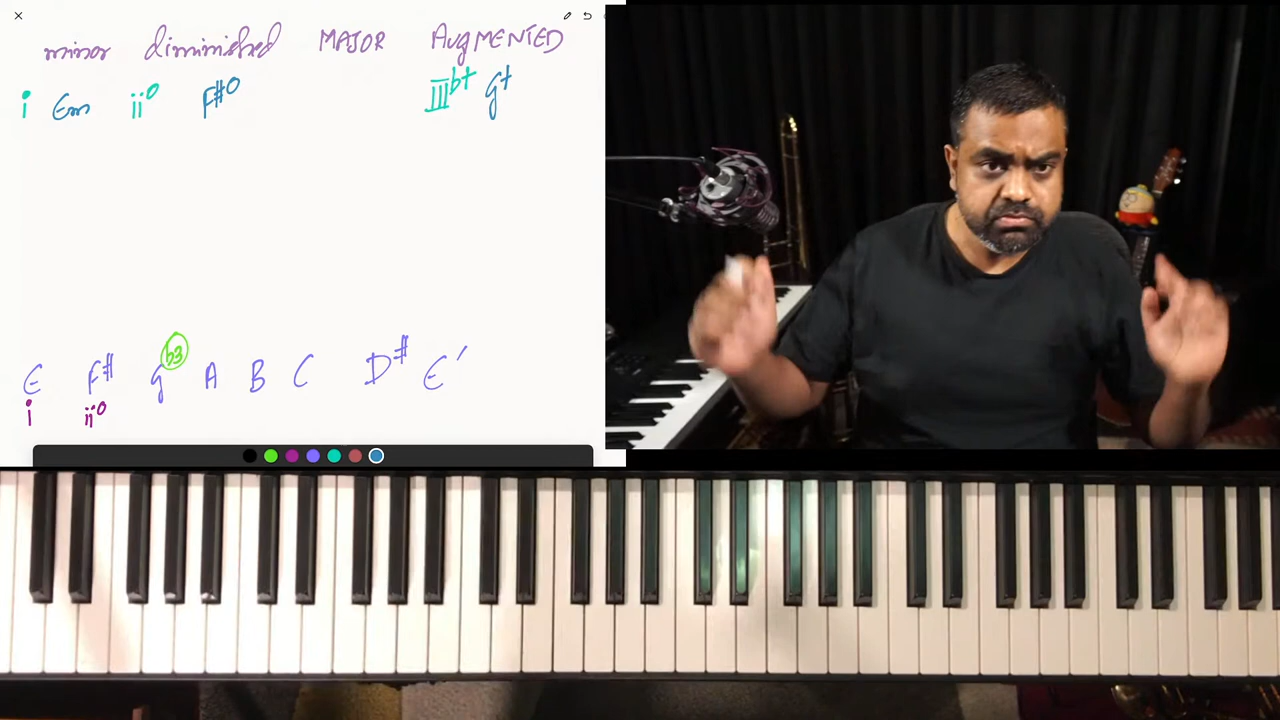 minor diminished MAJOR AugMENTED
i Em ii° F#° III b+ G+
E F# G b3 A B C D# E′
i ii°